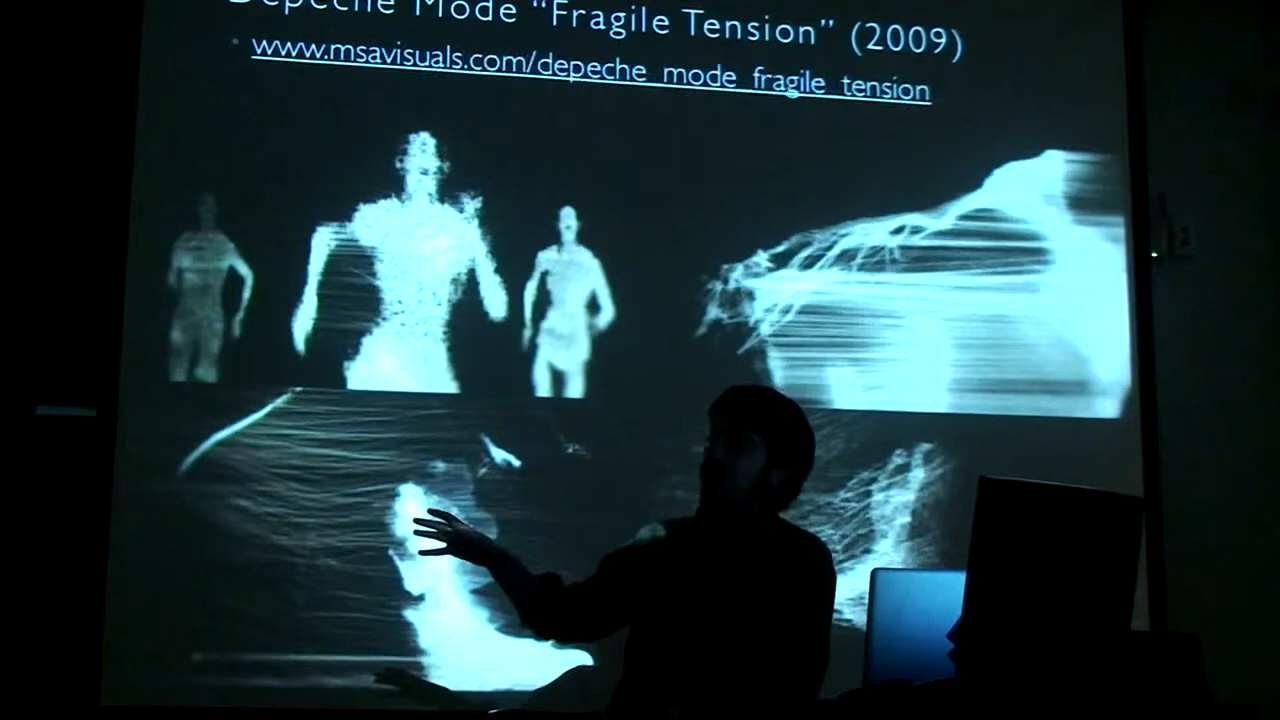 Depeche Mode “Fragile Tension” (2009)
www.msavisuals.com/depeche_mode_fragile_tension